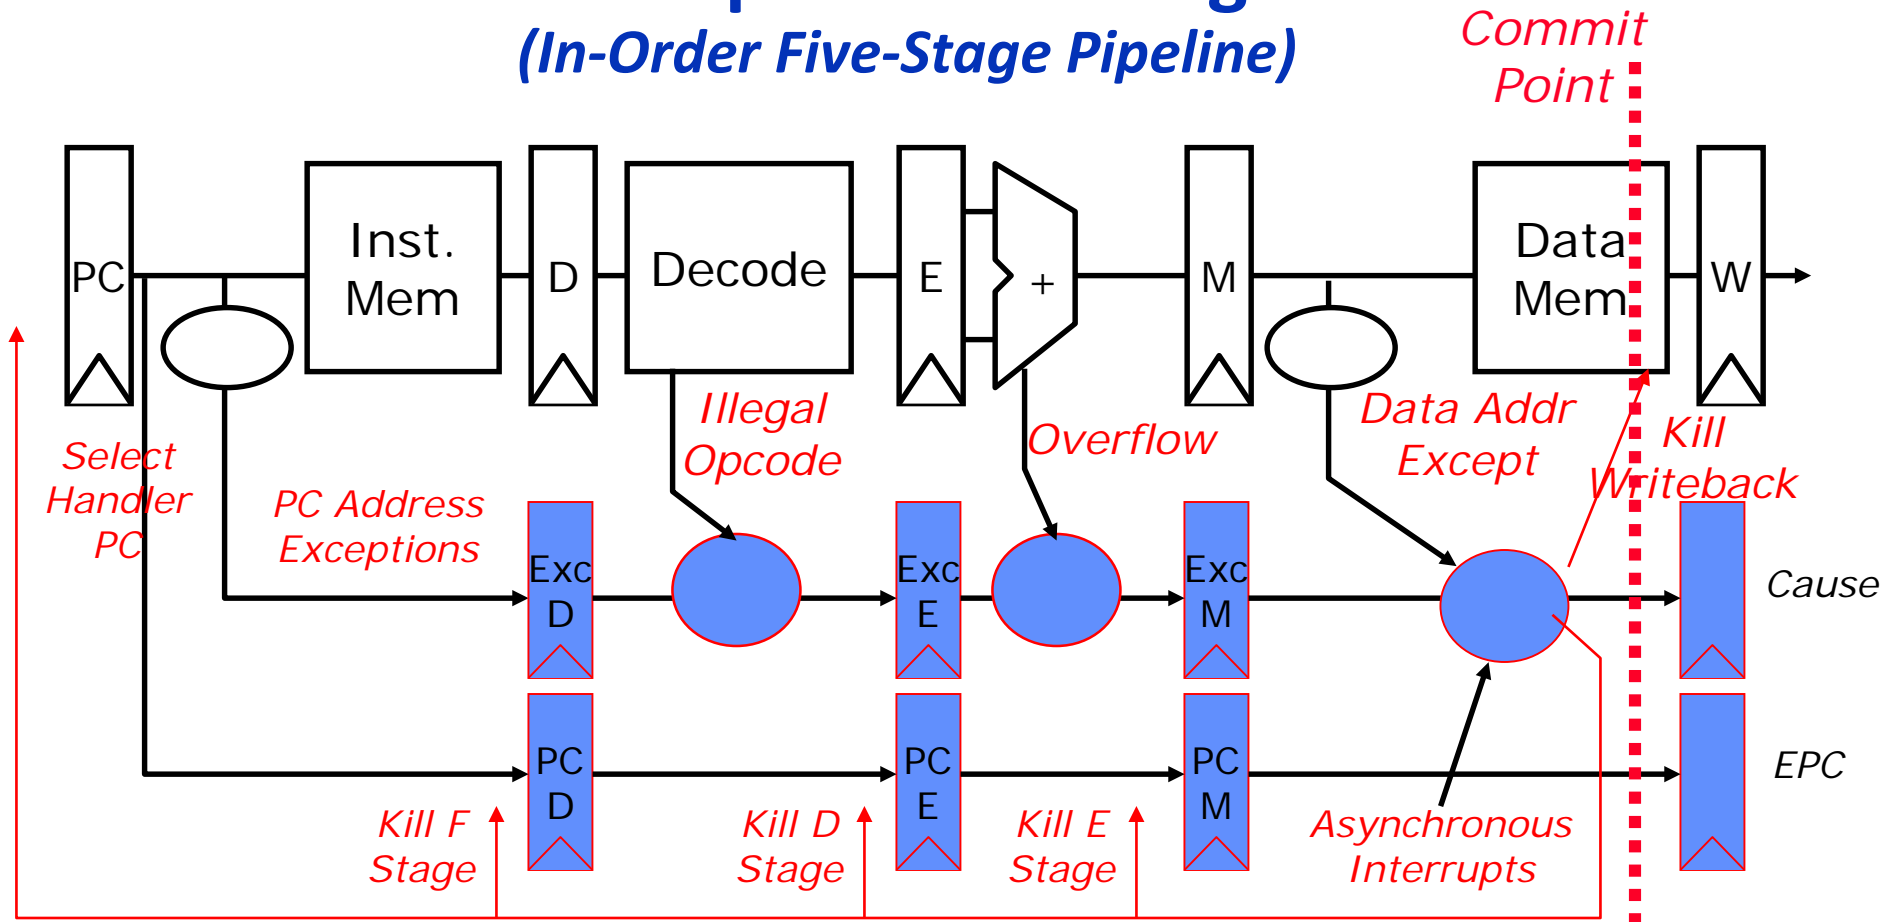 (In-Order Five-Stage Pipeline)
Commit
Point
PC
Inst.
Mem
D
Decode
E
+
M
Data
Mem
W
Illegal
Opcode
Overflow
Data Addr
Except
Kill
Writeback
Select
Handler
PC
PC Address
Exceptions
Exc
D
Exc
E
Exc
M
Cause
PC
D
PC
E
PC
M
EPC
Kill F
Stage
Kill D
Stage
Kill E
Stage
Asynchronous
Interrupts